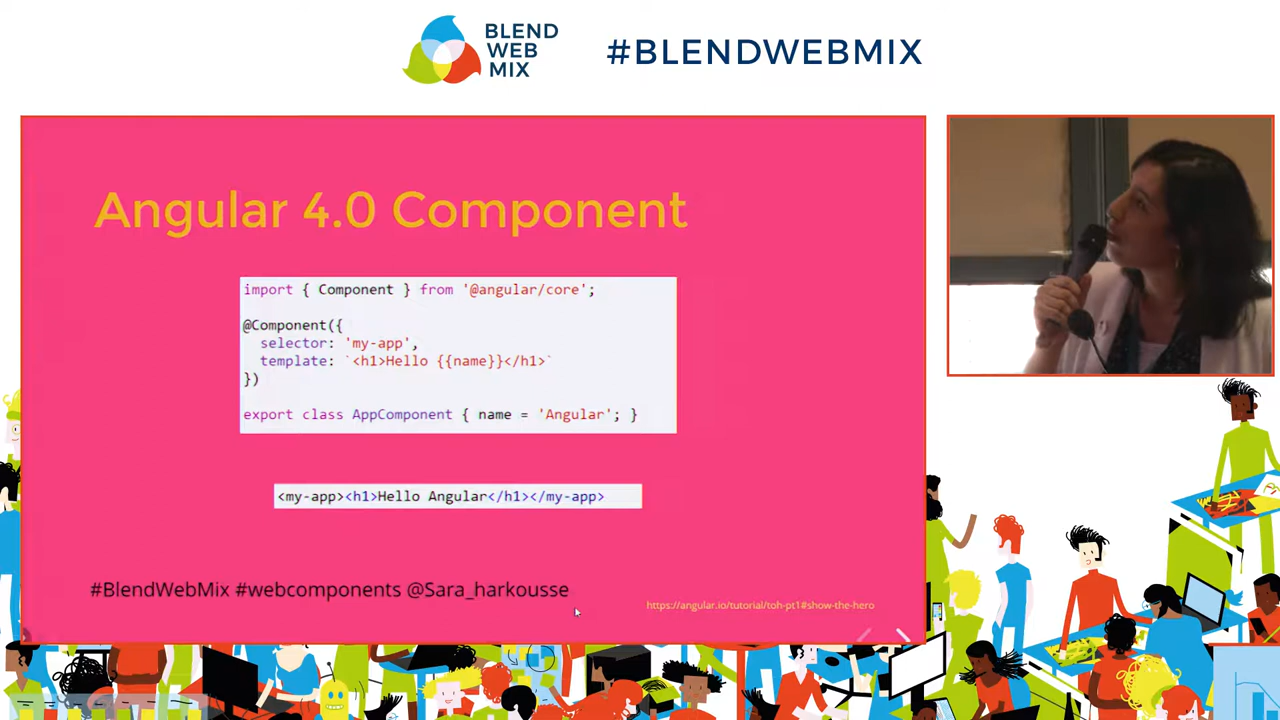 BLEND
WEB
MIX
#BLENDWEBMIX
Angular 4.0 Component
import { Component } from '@angular/core';
@Component({
selector: 'my-app',
template: `<h1>Hello {{name}}</h1>`
})
export class AppComponent { name = 'Angular'; }
<my-app><h1>Hello Angular</h1></my-app>
#BlendWebMix #webcomponents @Sara_harkousse
https://angular.io/tutorial/toh-pt1#show-the-hero